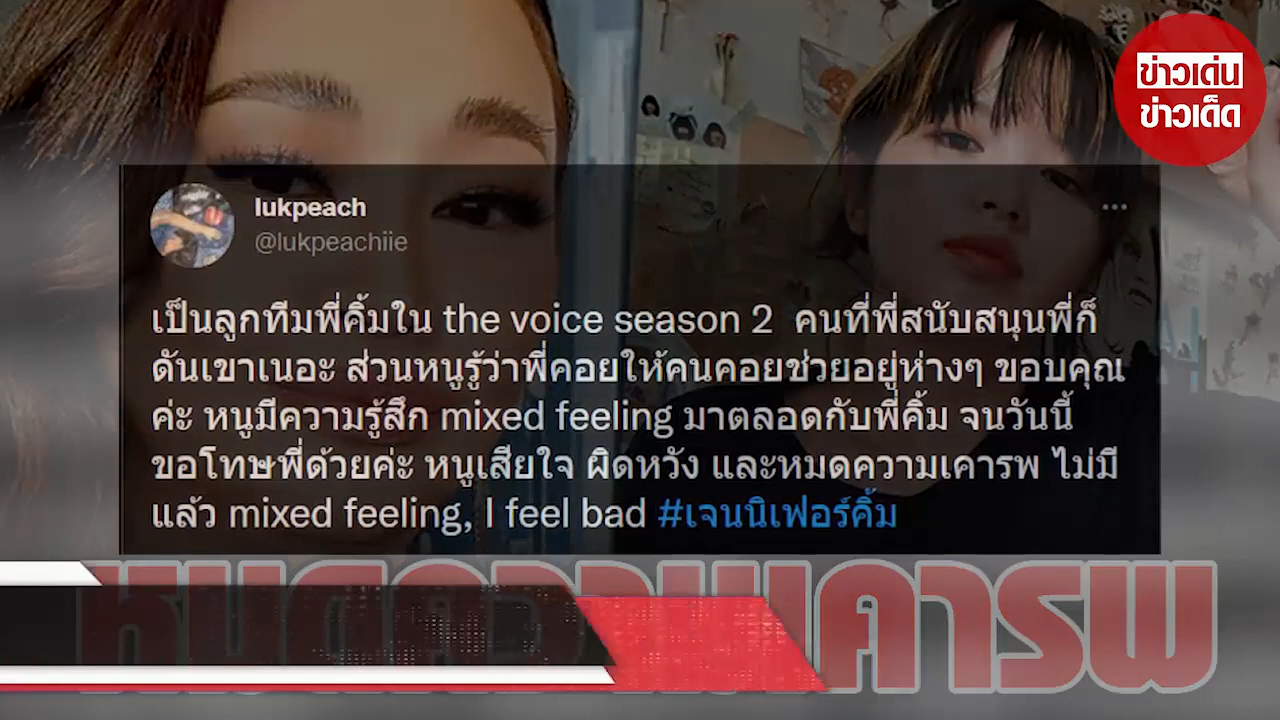 ข่าวเด่น
ข่าวเด็ด
lukpeach
@lukpeachiie
เป็นลูกทีมพี่คิ้มใน the voice season 2 คนที่พี่สนับสนุนพี่ก็
ดันเขาเนอะ ส่วนหนูรู้ว่าพี่คอยให้คนคอยช่วยอยู่ห่างๆ ขอบคุณ
ค่ะ หนูมีความรู้สึก mixed feeling มาตลอดกับพี่คิ้ม จนวันนี้
ขอโทษพี่ด้วยค่ะ หนูเสียใจ ผิดหวัง และหมดความเคารพ ไม่มี
แล้ว mixed feeling, I feel bad #เจนนิเฟอร์คิ้ม
หมดความเคารพ